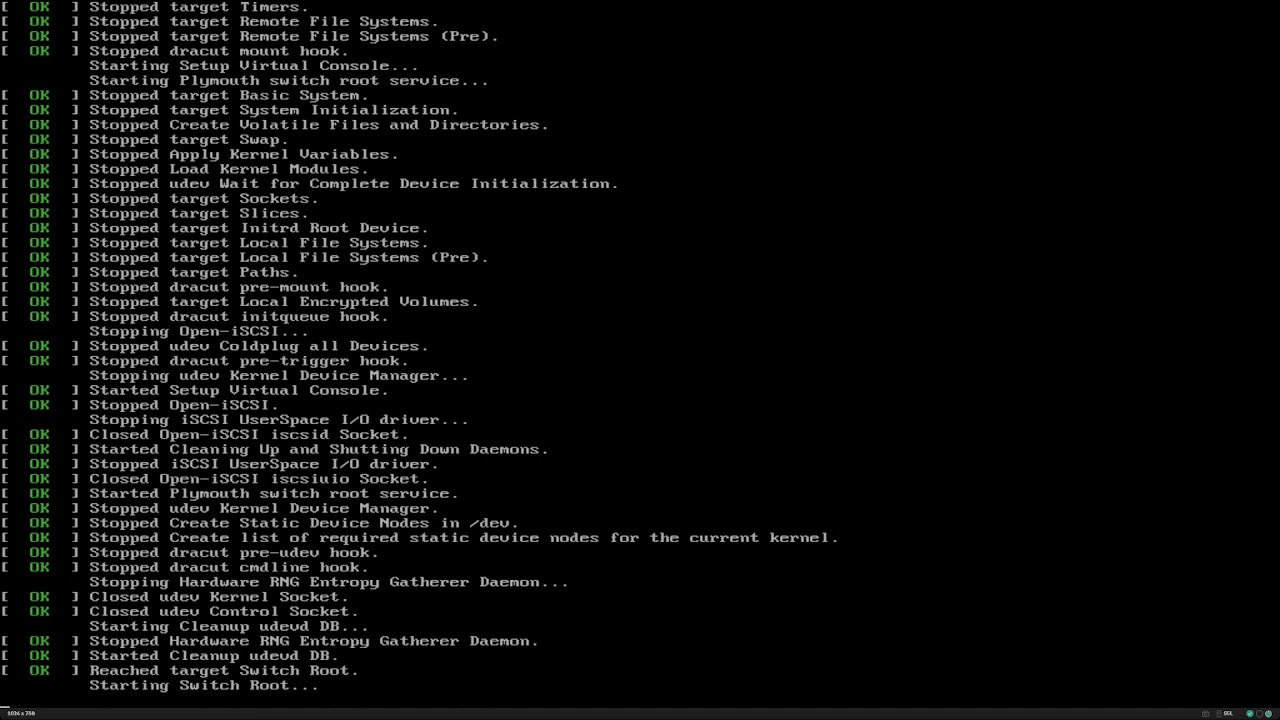 [  OK  ] Stopped target Timers.
[  OK  ] Stopped target Remote File Systems.
[  OK  ] Stopped target Remote File Systems (Pre).
[  OK  ] Stopped dracut mount hook.
Starting Setup Virtual Console...
Starting Plymouth switch root service...
[  OK  ] Stopped target Basic System.
[  OK  ] Stopped target System Initialization.
[  OK  ] Stopped Create Volatile Files and Directories.
[  OK  ] Stopped target Swap.
[  OK  ] Stopped Apply Kernel Variables.
[  OK  ] Stopped Load Kernel Modules.
[  OK  ] Stopped udev Wait for Complete Device Initialization.
[  OK  ] Stopped target Sockets.
[  OK  ] Stopped target Slices.
[  OK  ] Stopped target Initrd Root Device.
[  OK  ] Stopped target Local File Systems.
[  OK  ] Stopped target Local File Systems (Pre).
[  OK  ] Stopped target Paths.
[  OK  ] Stopped dracut pre-mount hook.
[  OK  ] Stopped target Local Encrypted Volumes.
[  OK  ] Stopped dracut initqueue hook.
Stopping Open-iSCSI...
[  OK  ] Stopped udev Coldplug all Devices.
[  OK  ] Stopped dracut pre-trigger hook.
Stopping udev Kernel Device Manager...
[  OK  ] Started Setup Virtual Console.
[  OK  ] Stopped Open-iSCSI.
Stopping iSCSI UserSpace I/O driver...
[  OK  ] Closed Open-iSCSI iscsid Socket.
[  OK  ] Started Cleaning Up and Shutting Down Daemons.
[  OK  ] Stopped iSCSI UserSpace I/O driver.
[  OK  ] Closed Open-iSCSI iscsiuio Socket.
[  OK  ] Started Plymouth switch root service.
[  OK  ] Stopped udev Kernel Device Manager.
[  OK  ] Stopped Create Static Device Nodes in /dev.
[  OK  ] Stopped Create list of required static device nodes for the current kernel.
[  OK  ] Stopped dracut pre-udev hook.
[  OK  ] Stopped dracut cmdline hook.
Stopping Hardware RNG Entropy Gatherer Daemon...
[  OK  ] Closed udev Kernel Socket.
[  OK  ] Closed udev Control Socket.
Starting Cleanup udevd DB...
[  OK  ] Stopped Hardware RNG Entropy Gatherer Daemon.
[  OK  ] Started Cleanup udevd DB.
[  OK  ] Reached target Switch Root.
Starting Switch Root...
1024 x 768 SSL